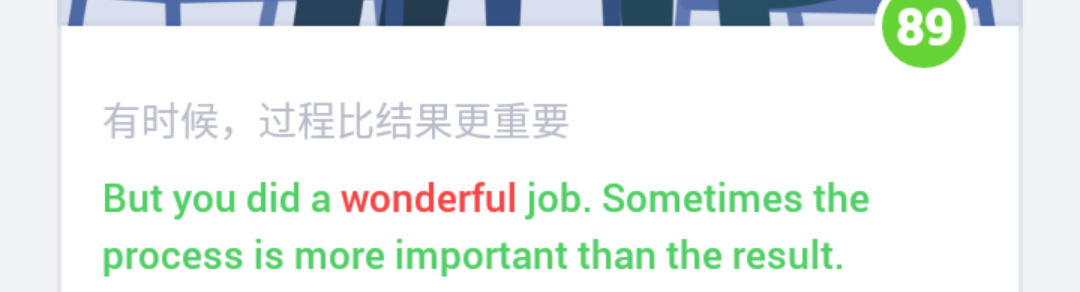 89
有时候，过程比结果更重要
But you did a wonderful job. Sometimes the
process is more important than the result.